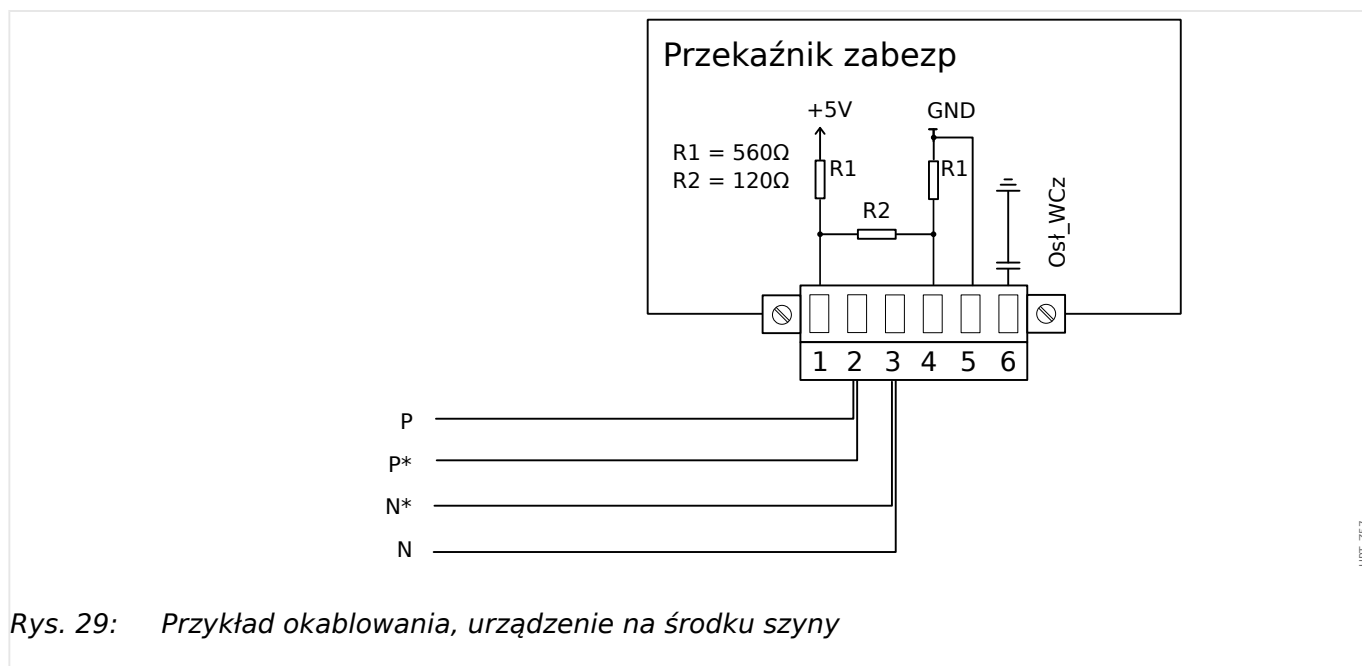 Przekaźnik zabezp
+5V GND
R1 = 560Ω
R2 = 120Ω
R1 R1
R2
Osł_WCz
1 2 3 4 5 6
P
P*
N*
N
Rys. 29: Przykład okablowania, urządzenie na środku szyny